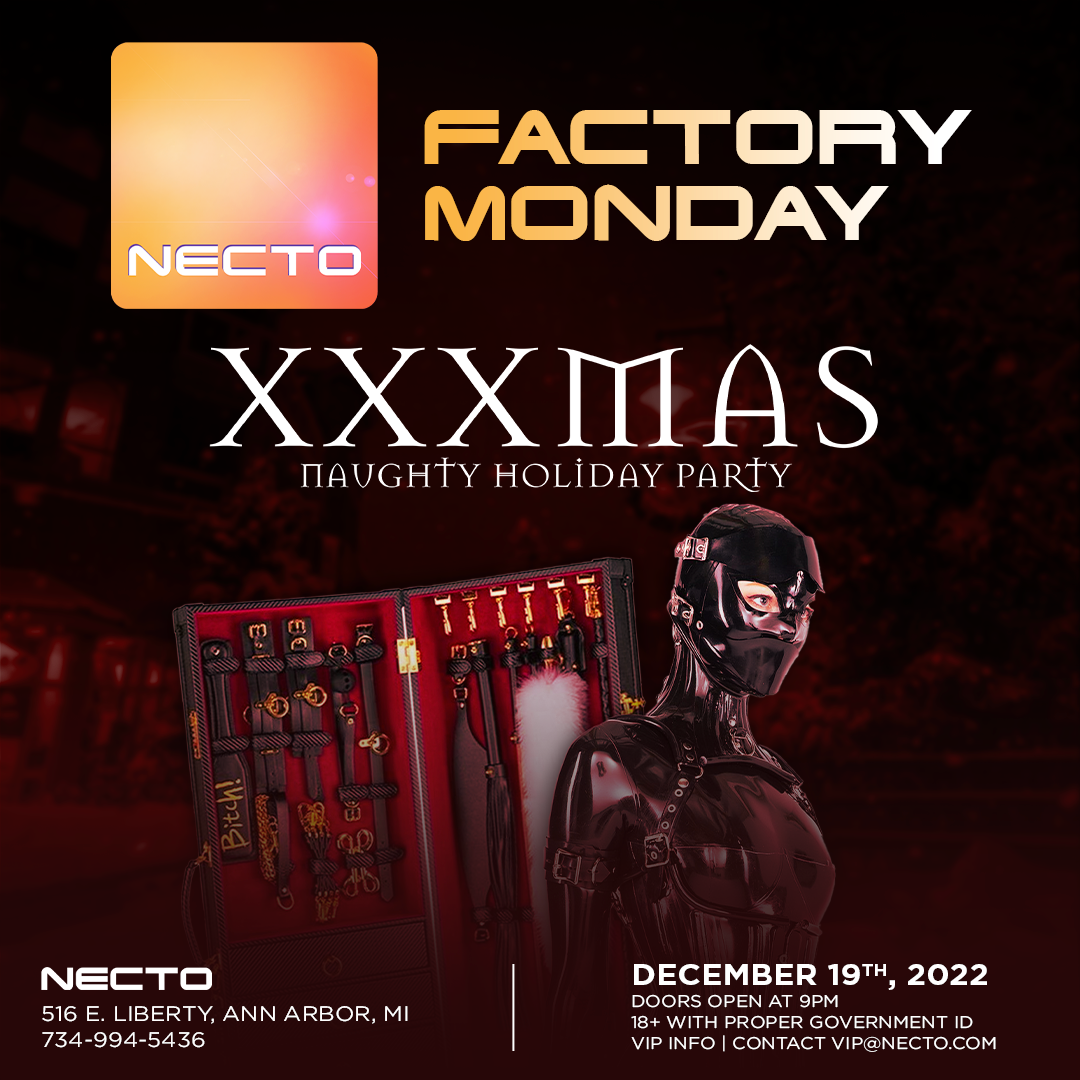 NECTO
FACTORY
MONDAY
XXXMAS
NAUGHTY HOLIDAY PARTY
Bitch!
NECTO
516 E. LIBERTY, ANN ARBOR, MI
734-994-5436
DECEMBER 19TH, 2022
DOORS OPEN AT 9PM
18+ WITH PROPER GOVERNMENT ID
VIP INFO | CONTACT VIP@NECTO.COM